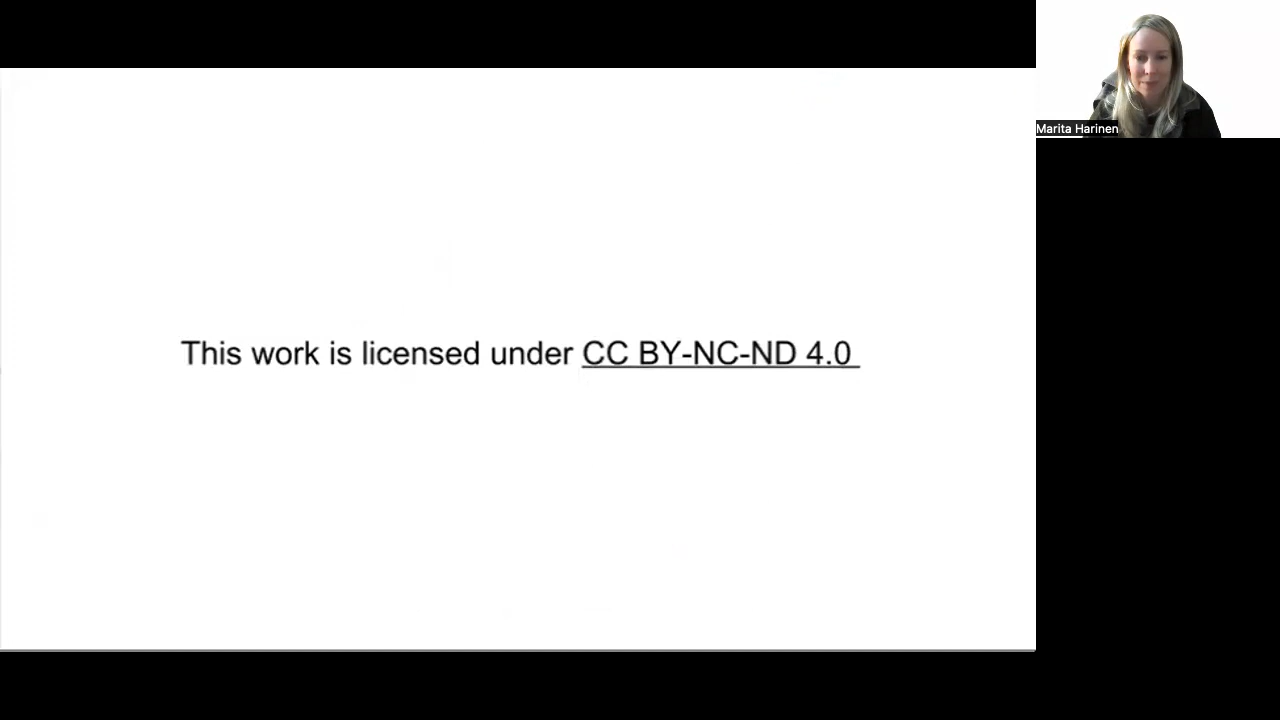 This work is licensed under CC BY-NC-ND 4.0
Marita Harinen